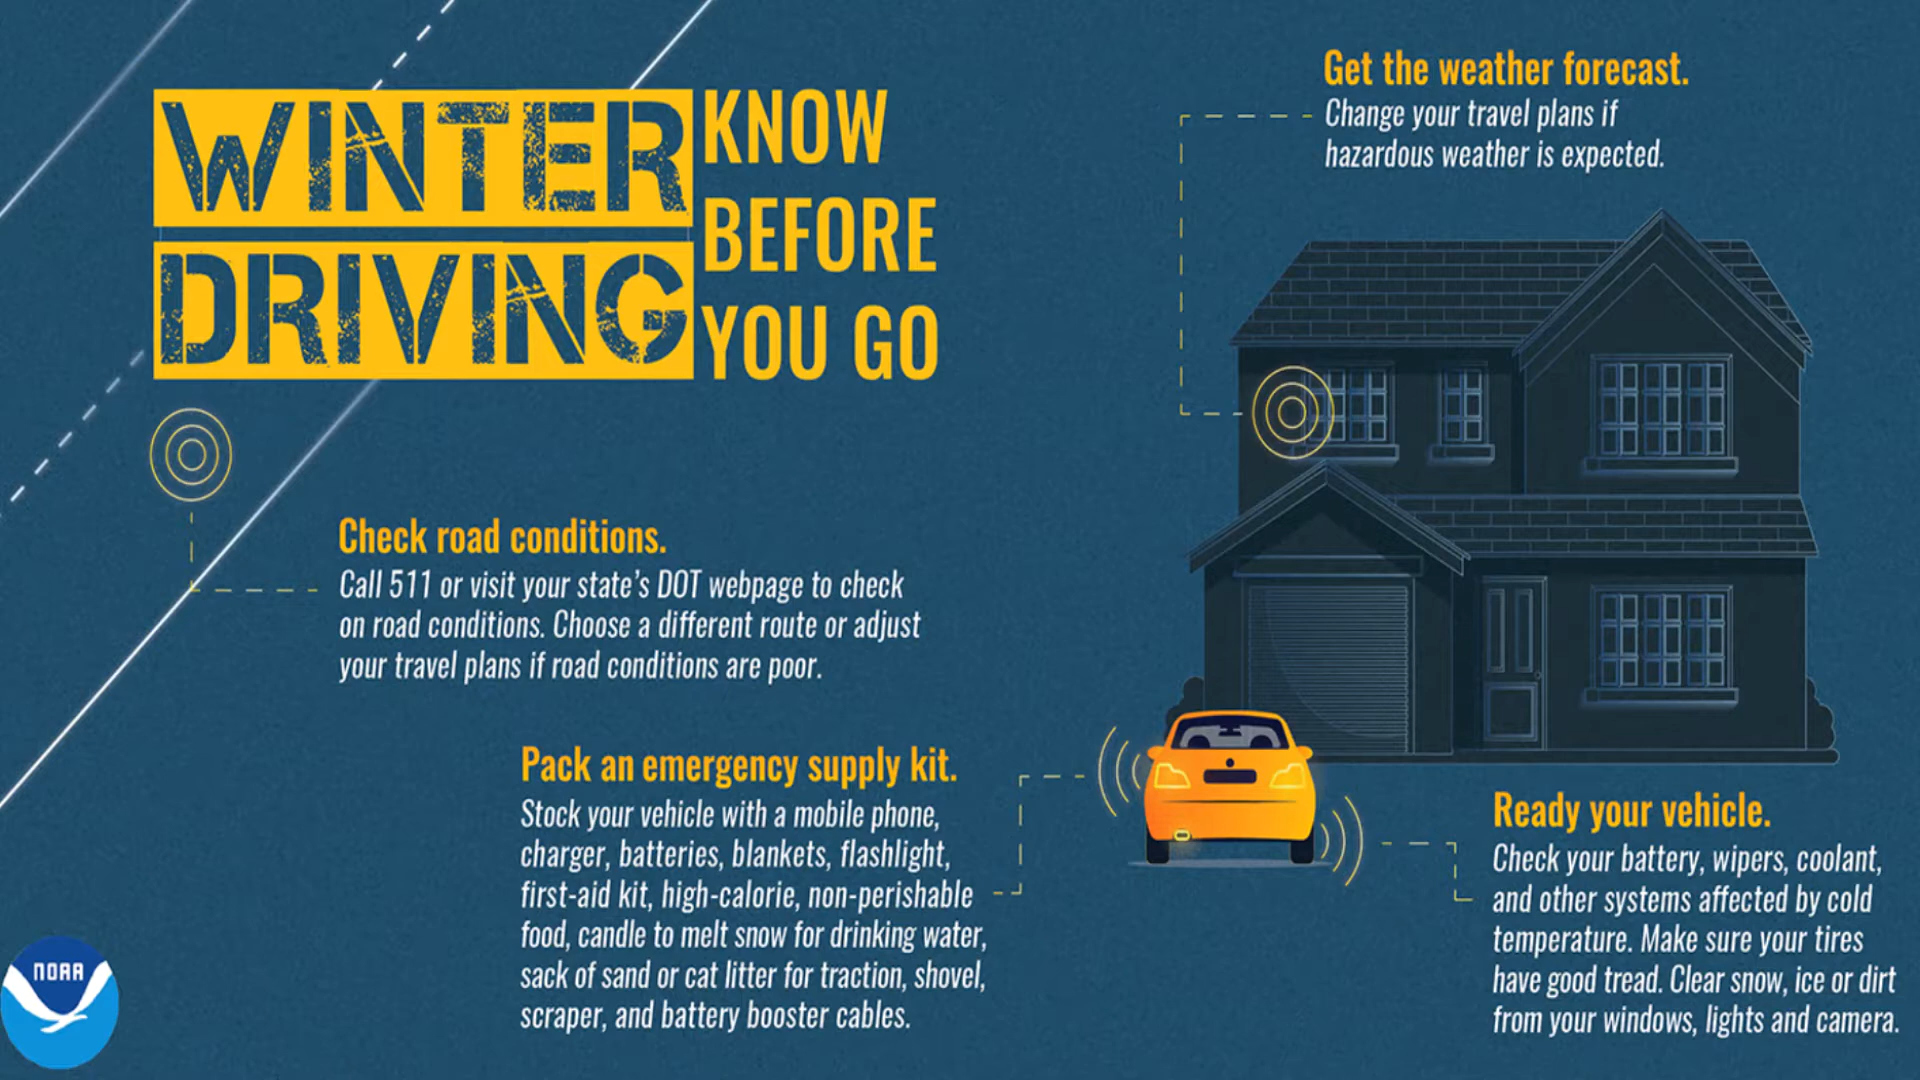 WINTER
DRIVING
KNOW
BEFORE
YOU GO
Get the weather forecast.
Change your travel plans if
hazardous weather is expected.
Check road conditions.
Call 511 or visit your state's DOT webpage to check
on road conditions. Choose a different route or adjust
your travel plans if road conditions are poor.
Pack an emergency supply kit.
Stock your vehicle with a mobile phone,
charger, batteries, blankets, flashlight,
first-aid kit, high-calorie, non-perishable
food, candle to melt snow for drinking water,
sack of sand or cat litter for traction, shovel,
scraper, and battery booster cables.
Ready your vehicle.
Check your battery, wipers, coolant,
and other systems affected by cold
temperature. Make sure your tires
have good tread. Clear snow, ice or dirt
from your windows, lights and camera.
NOAA